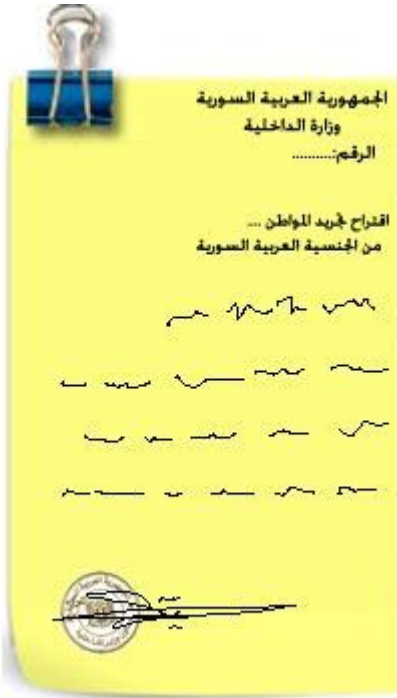 الجمهورية العربية السورية
وزارة الداخلية
الرقم:..........
اقتراح تجريد المواطن ...
من الجنسية العربية السورية